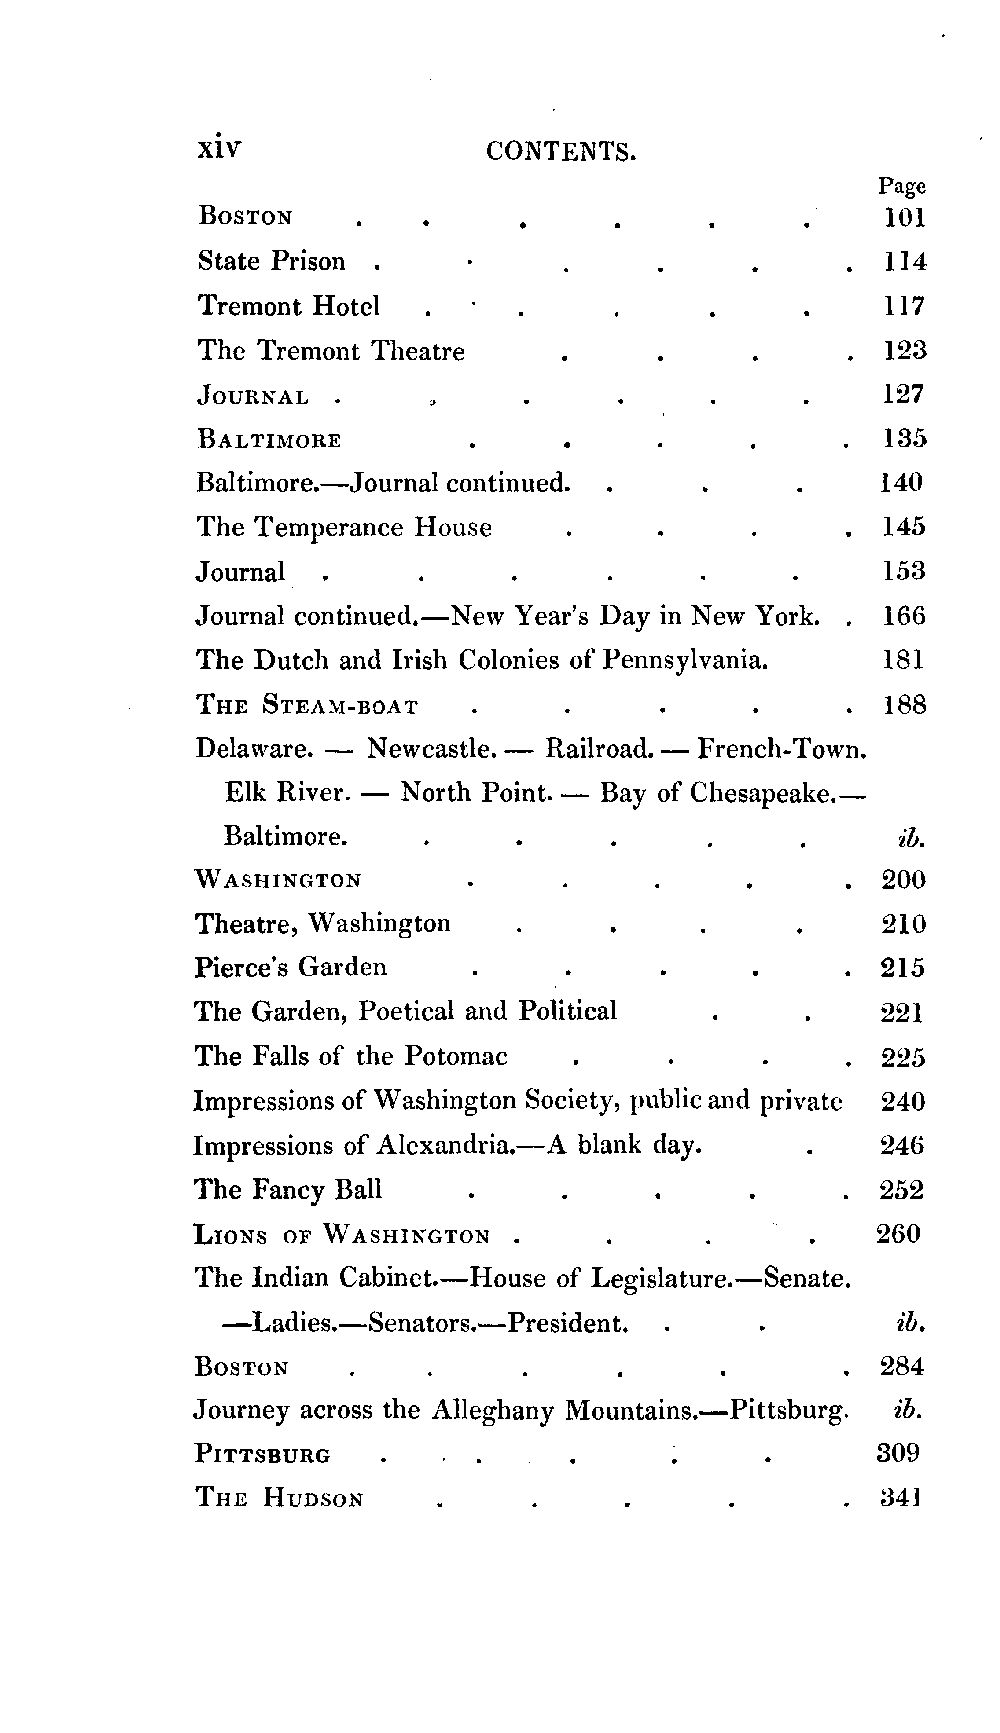 xiv CONTENTS.
Page
BOSTON . . . . . . 101
State Prison . . . . . . 114
Tremont Hotel . . . . . . 117
The Tremont Theatre . . . . 123
JOURNAL . . . . . . 127
BALTIMORE . . . . . 135
Baltimore.—Journal continued. . . . 140
The Temperance House . . . . 145
Journal . . . . . . 153
Journal continued.—New Year's Day in New York. . 166
The Dutch and Irish Colonies of Pennsylvania. 181
THE STEAM-BOAT . . . . . 188
Delaware. — Newcastle. — Railroad. — French-Town.
Elk River. — North Point. — Bay of Chesapeake.—
Baltimore. . . . . . ib.
WASHINGTON . . . . . 200
Theatre, Washington . . . . 210
Pierce's Garden . . . . . 215
The Garden, Poetical and Political . . 221
The Falls of the Potomac . . . . 225
Impressions of Washington Society, public and private 240
Impressions of Alexandria.—A blank day. . 246
The Fancy Ball . . . . . 252
LIONS OF WASHINGTON . . . . 260
The Indian Cabinet.—House of Legislature.—Senate.
—Ladies.—Senators.—President. . . ib.
BOSTON . . . . . . 284
Journey across the Alleghany Mountains.—Pittsburg. ib.
PITTSBURG . . . . . 309
THE HUDSON . . . . . 341